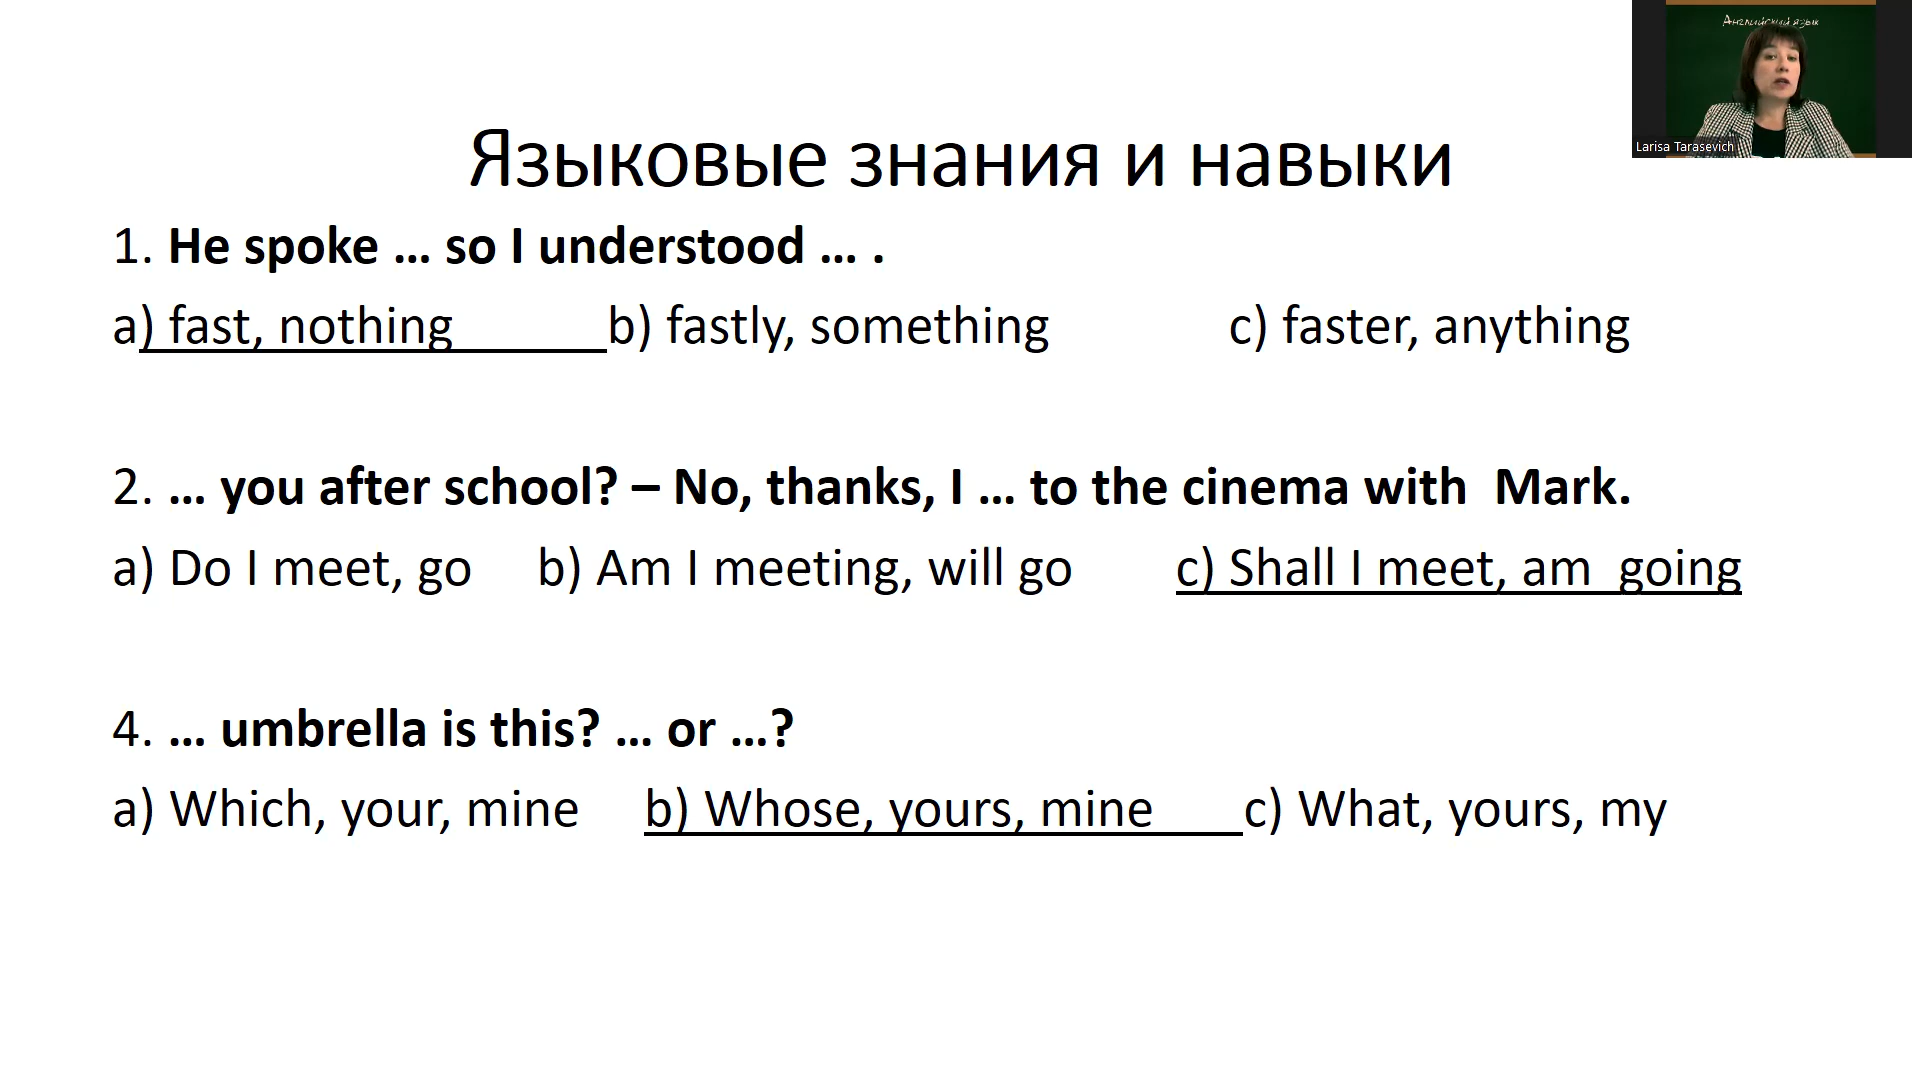 Английский язык
Larisa Tarasevich
Языковые знания и навыки
1. He spoke … so I understood … .
a) fast, nothing b) fastly, something c) faster, anything
2. … you after school? – No, thanks, I … to the cinema with Mark.
a) Do I meet, go b) Am I meeting, will go c) Shall I meet, am going
4. … umbrella is this? … or …?
a) Which, your, mine b) Whose, yours, mine c) What, yours, my